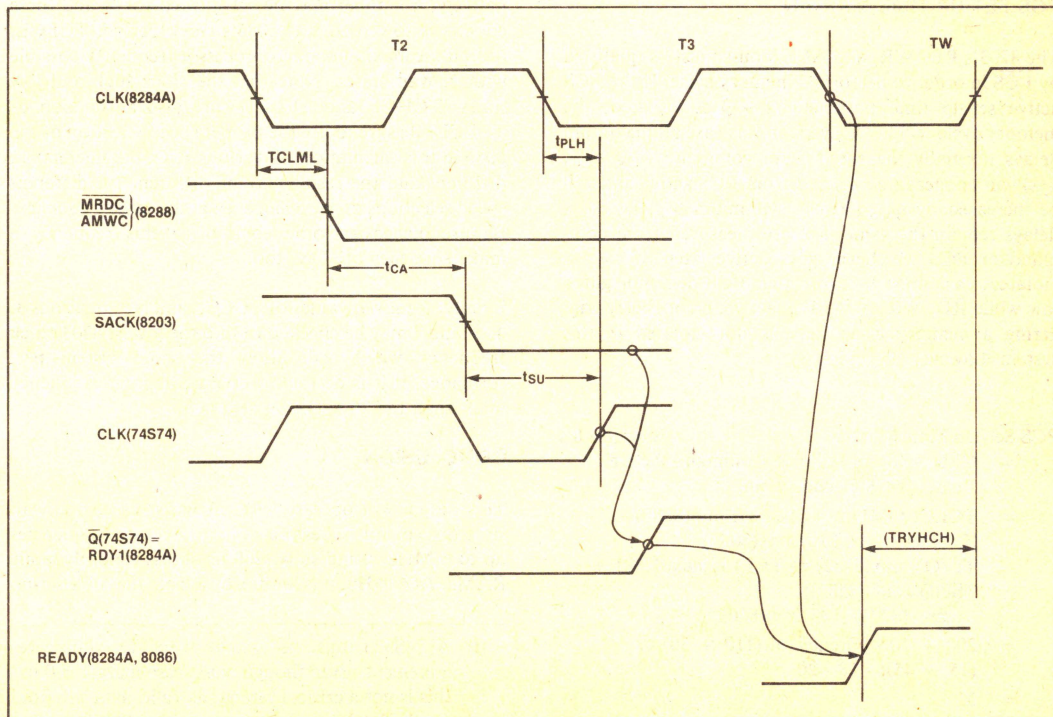 T2 T3 TW
CLK(8284A)
tPLH
TCLML
MRDC
AMWC
}(8288)
tCA
SACK(8203)
tSU
CLK(74S74)
Q(74S74)=
RDY1(8284A)
(TRYHCH)
READY(8284A, 8086)